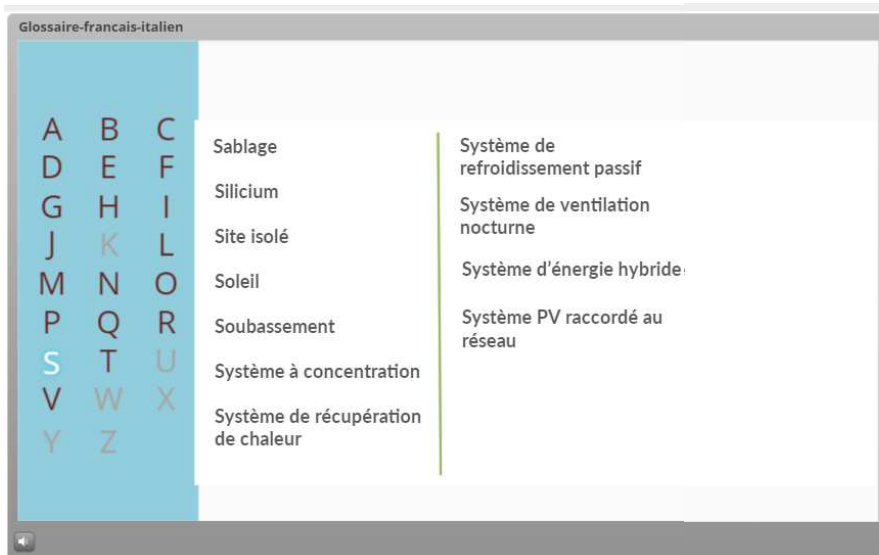 Glossaire-francais-italien
A B C
D E F
G H I
J K L
M N O
P Q R
S T U
V W X
Y Z
Sablage
Silicium
Site isolé
Soleil
Soubassement
Système à concentration
Système de récupération
de chaleur
Système de
refroidissement passif
Système de ventilation
nocturne
Système d’énergie hybride
Système PV raccordé au
réseau